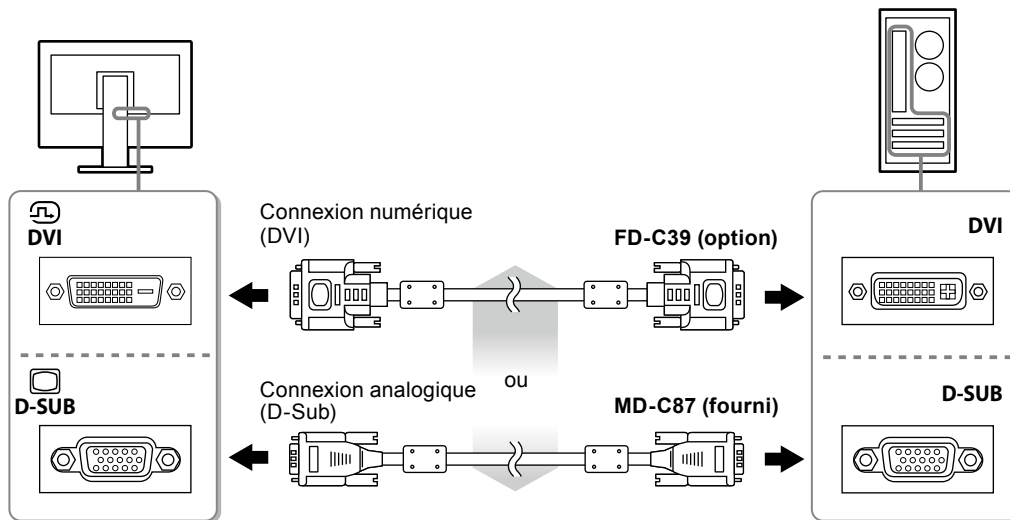 DVI
Connexion numérique
(DVI)
FD-C39 (option)
DVI
ou
D-SUB
Connexion analogique
(D-Sub)
MD-C87 (fourni)
D-SUB